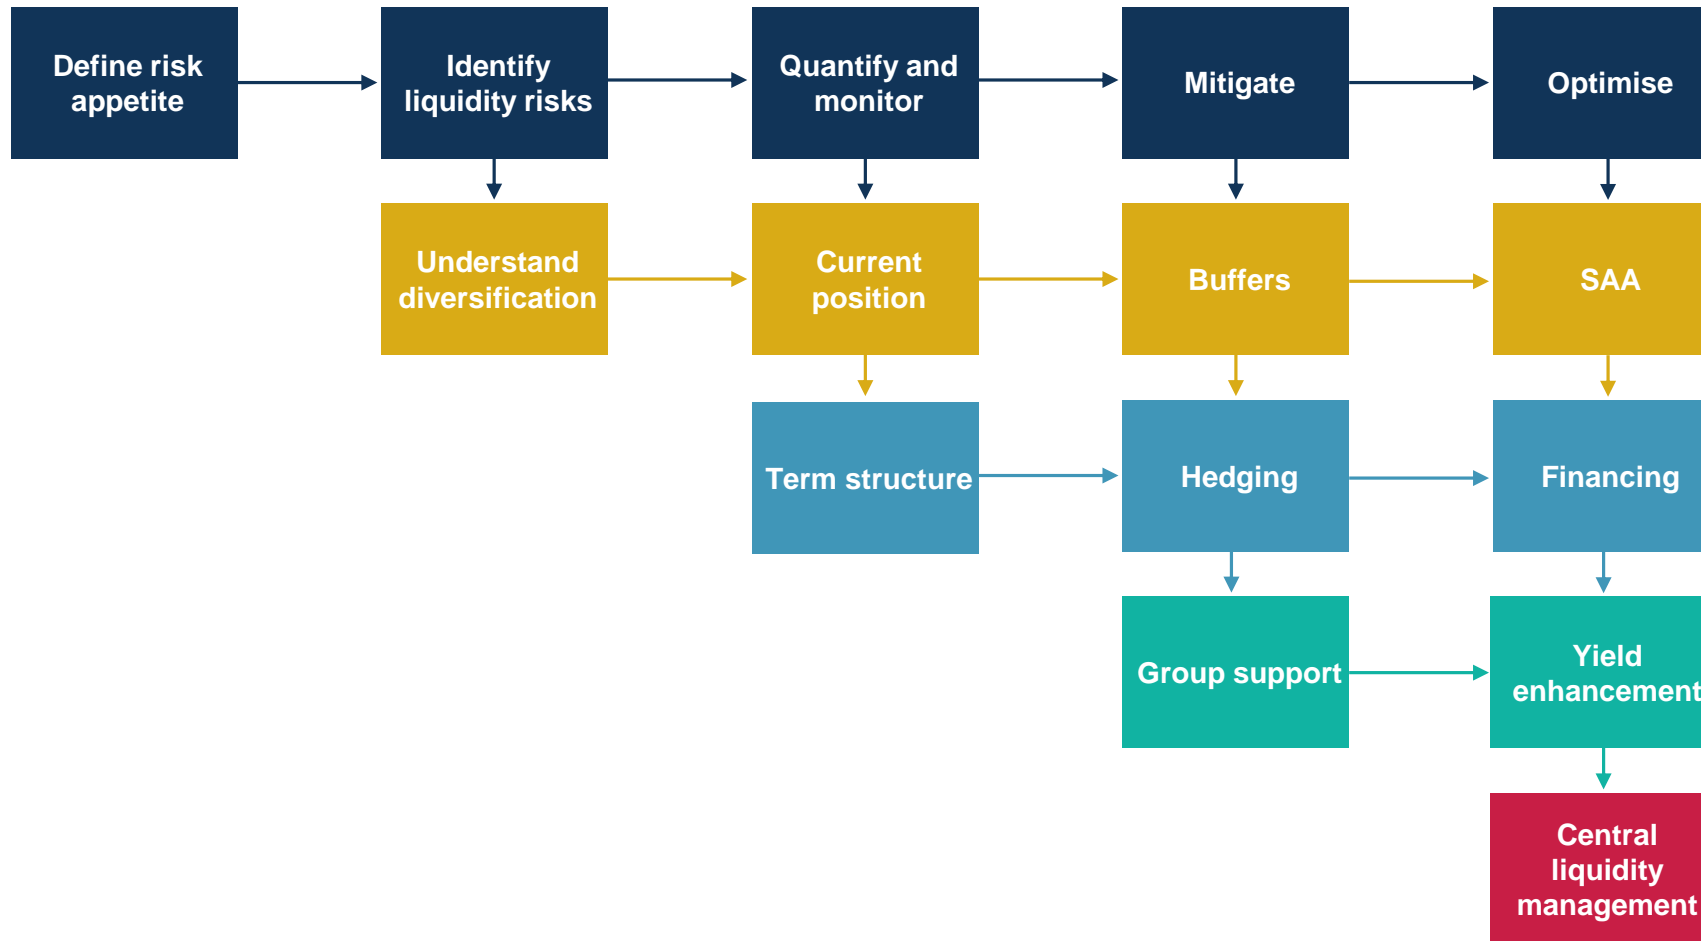 Define risk
appetite
Identify
liquidity risks
Quantify and
monitor
Mitigate
Optimise
Understand
diversification
Current
position
Buffers
SAA
Term structure
Hedging
Financing
Group support
Yield
enhancement
Central
liquidity
management